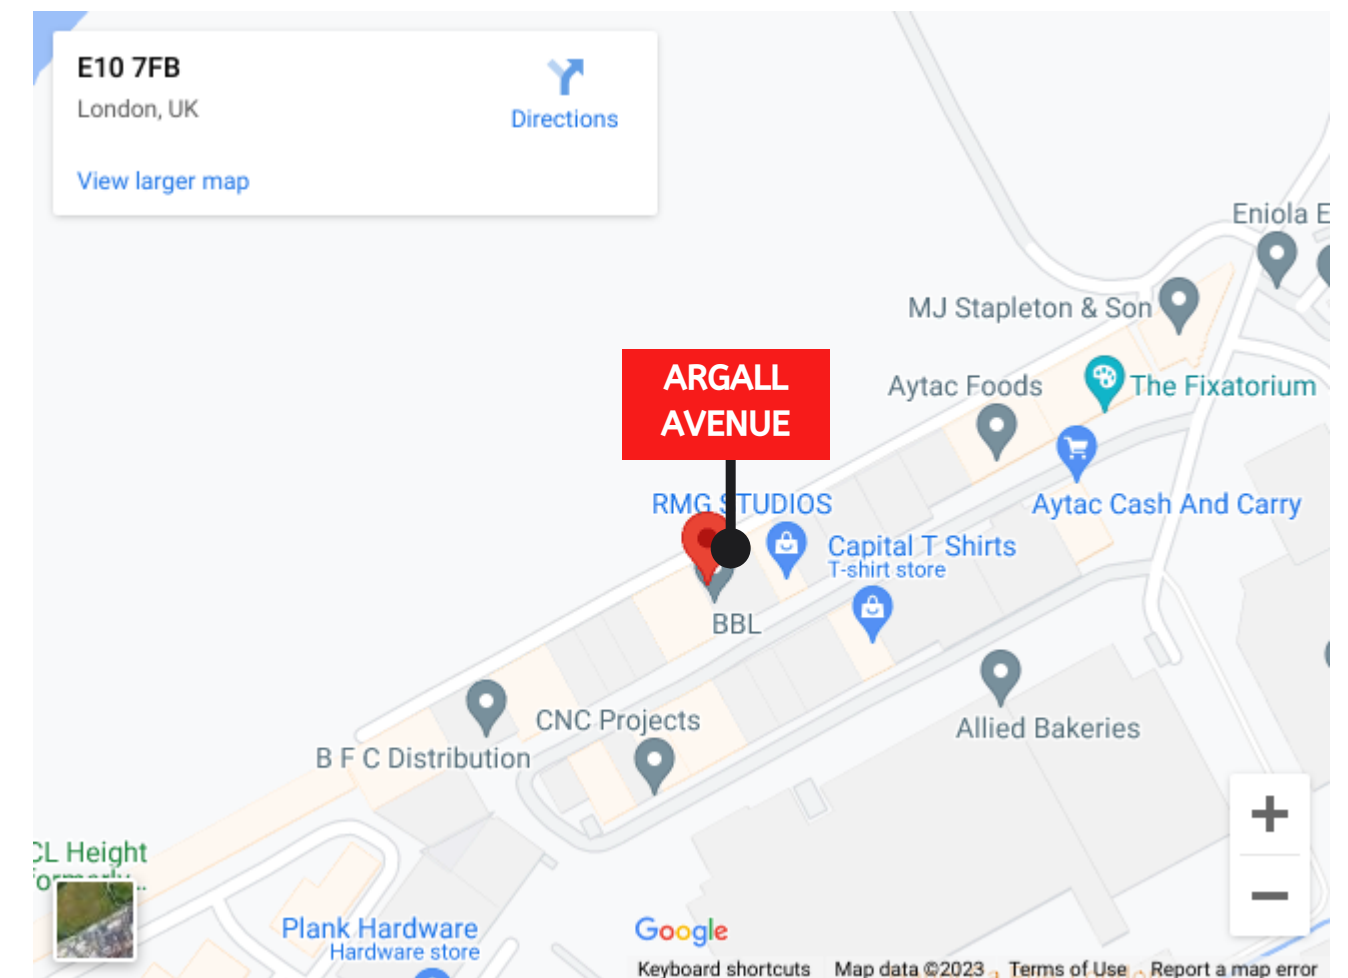 E10 7FB
London, UK
Directions
View larger map
Eniola E
MJ Stapleton & Son
ARGALL
AVENUE
Aytac Foods
The Fixatorium
RMG STUDIOS
Aytac Cash And Carry
Capital T Shirts
T-shirt store
BBL
CNC Projects
Allied Bakeries
B F C Distribution
CL Height
Plank Hardware
Hardware store
Google
Keyboard shortcuts Map data ©2023 Terms of Use Report a map error